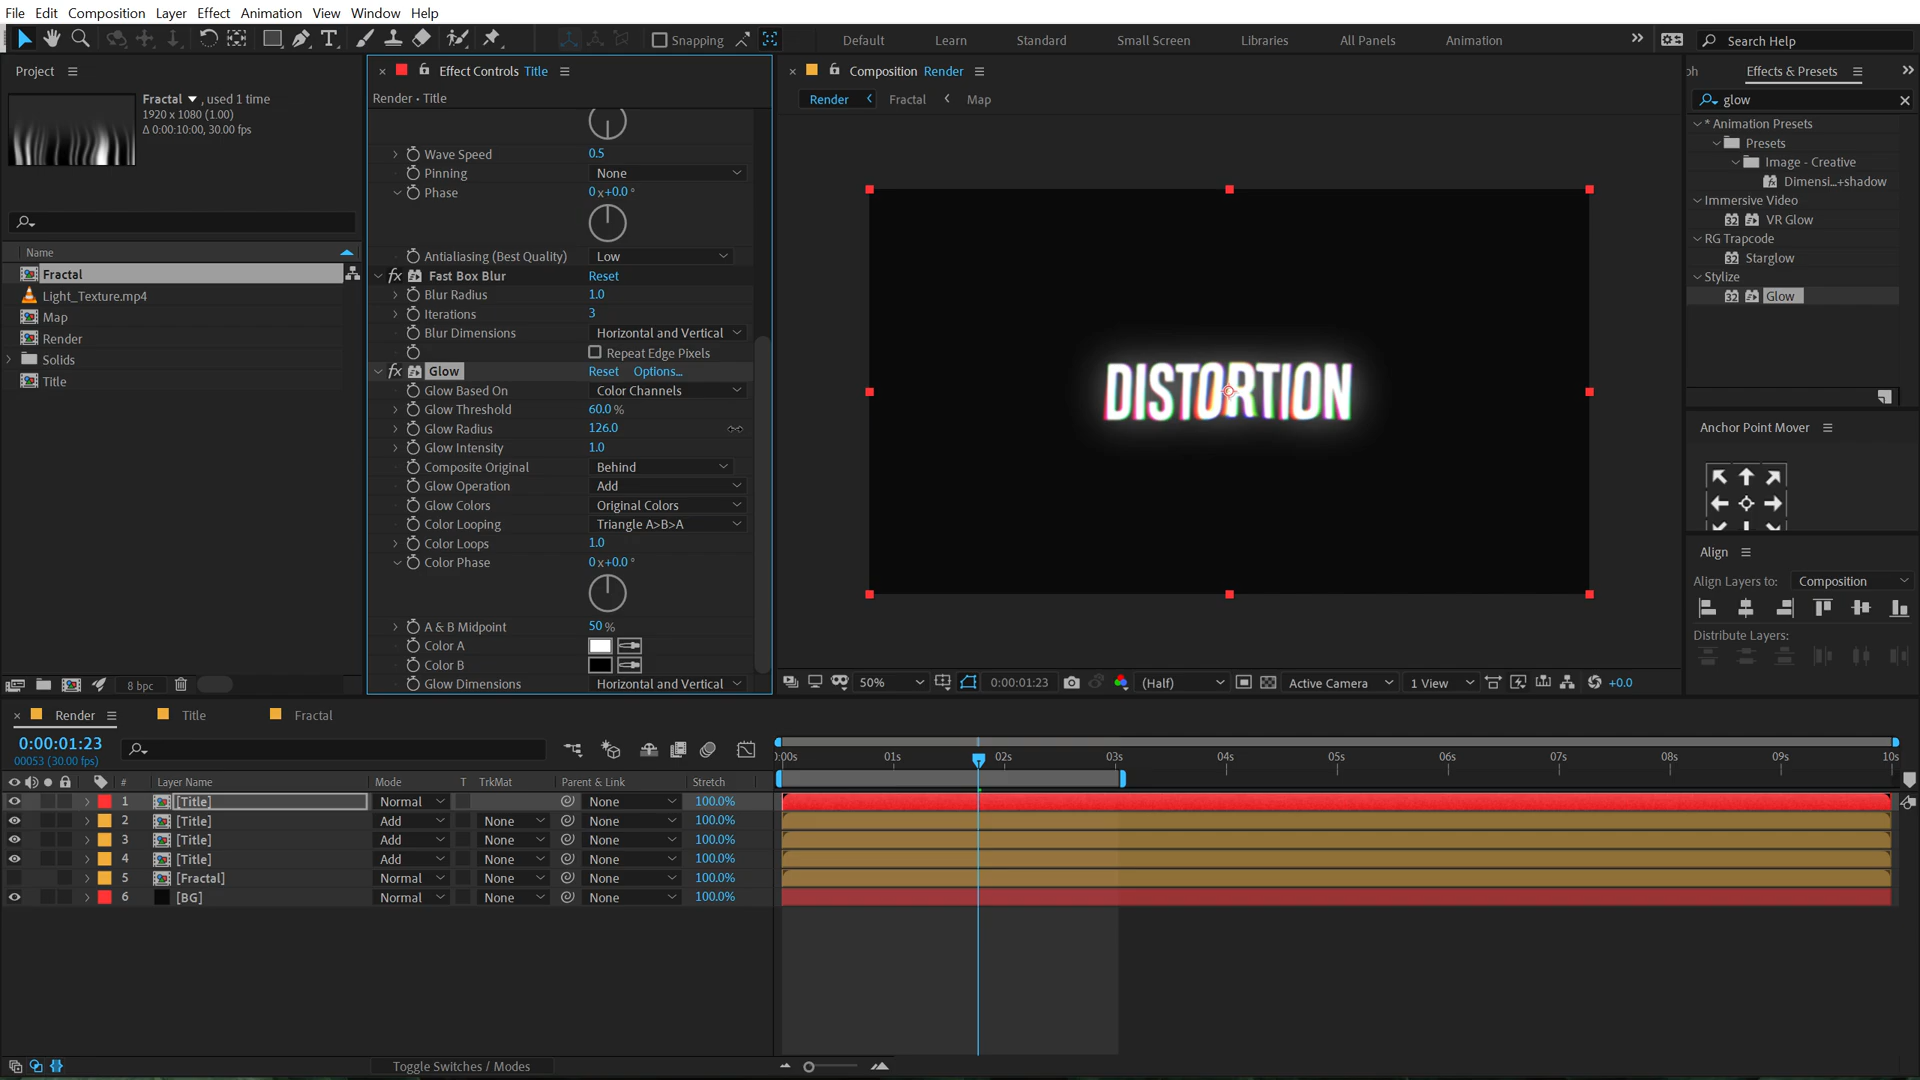 File Edit Composition Layer Effect Animation View Window Help
Snapping Default Learn Standard Small Screen Libraries All Panels Animation Search Help
Project
Fractal , used 1 time
1920 x 1080 (1.00)
Δ 0:00:10:00, 30.00 fps
Name
Fractal
Light_Texture.mp4
Map
Render
Solids
Title
8 bpc
Effect Controls Title
Render • Title
Wave Speed 0.5
Pinning None
Phase 0 x+0.0 °
Antialiasing (Best Quality) Low
fx Fast Box Blur Reset
Blur Radius 1.0
Iterations 3
Blur Dimensions Horizontal and Vertical
Repeat Edge Pixels
fx Glow Reset Options...
Glow Based On Color Channels
Glow Threshold 60.0 %
Glow Radius 126.0
Glow Intensity 1.0
Composite Original Behind
Glow Operation Add
Glow Colors Original Colors
Color Looping Triangle A>B>A
Color Loops 1.0
Color Phase 0 x+0.0 °
A & B Midpoint 50 %
Color A
Color B
Glow Dimensions Horizontal and Vertical
Composition Render
Render Fractal Map
DISTORTION
50% 0:00:01:23 (Half) Active Camera 1 View +0.0
Effects & Presets
glow
* Animation Presets
Presets
Image - Creative
Dimensi...+shadow
Immersive Video
32 VR Glow
RG Trapcode
32 Starglow
Stylize
32 Glow
Anchor Point Mover
Align
Align Layers to: Composition
Distribute Layers:
Render Title Fractal
0:00:01:23
00053 (30.00 fps)
# Layer Name Mode T TrkMat Parent & Link Stretch
1 [Title] Normal None 100.0%
2 [Title] Add None None 100.0%
3 [Title] Add None None 100.0%
4 [Title] Add None None 100.0%
5 [Fractal] Normal None None 100.0%
6 [BG] Normal None None 100.0%
:00s 01s 02s 03s 04s 05s 06s 07s 08s 09s 10s
Toggle Switches / Modes